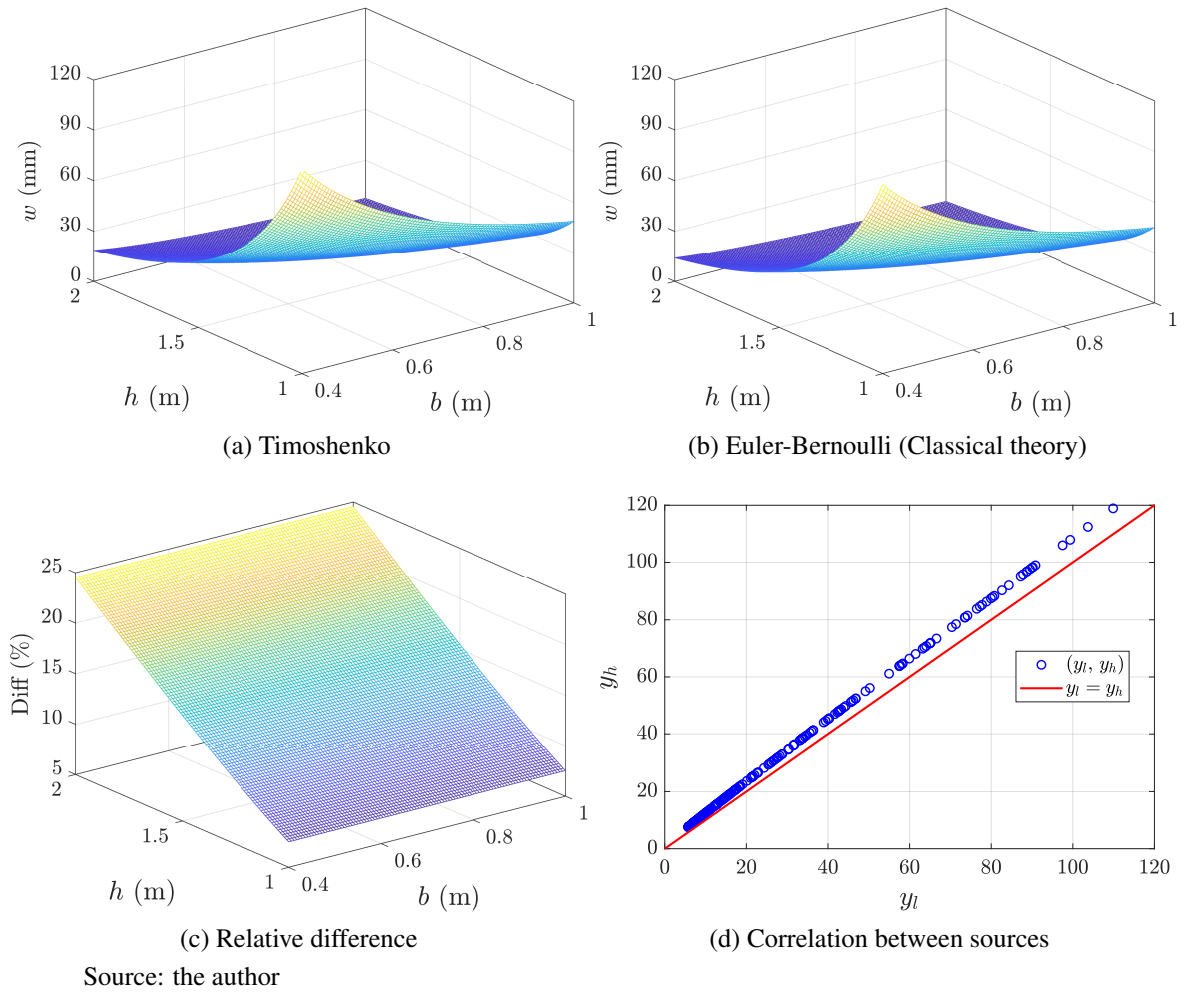 120
90
60
30
0
w (mm)
2
1.5
1
h (m)
0.4
0.6
0.8
1
b (m)
(a) Timoshenko
120
90
60
30
0
w (mm)
2
1.5
1
h (m)
0.4
0.6
0.8
1
b (m)
(b) Euler-Bernoulli (Classical theory)
25
20
15
10
5
Diff (%)
2
1.5
1
h (m)
0.4
0.6
0.8
1
b (m)
(c) Relative difference
120
100
80
60
40
20
0
y_h
(y_l, y_h)
y_l = y_h
0 20 40 60 80 100 120
y_l
(d) Correlation between sources
Source: the author